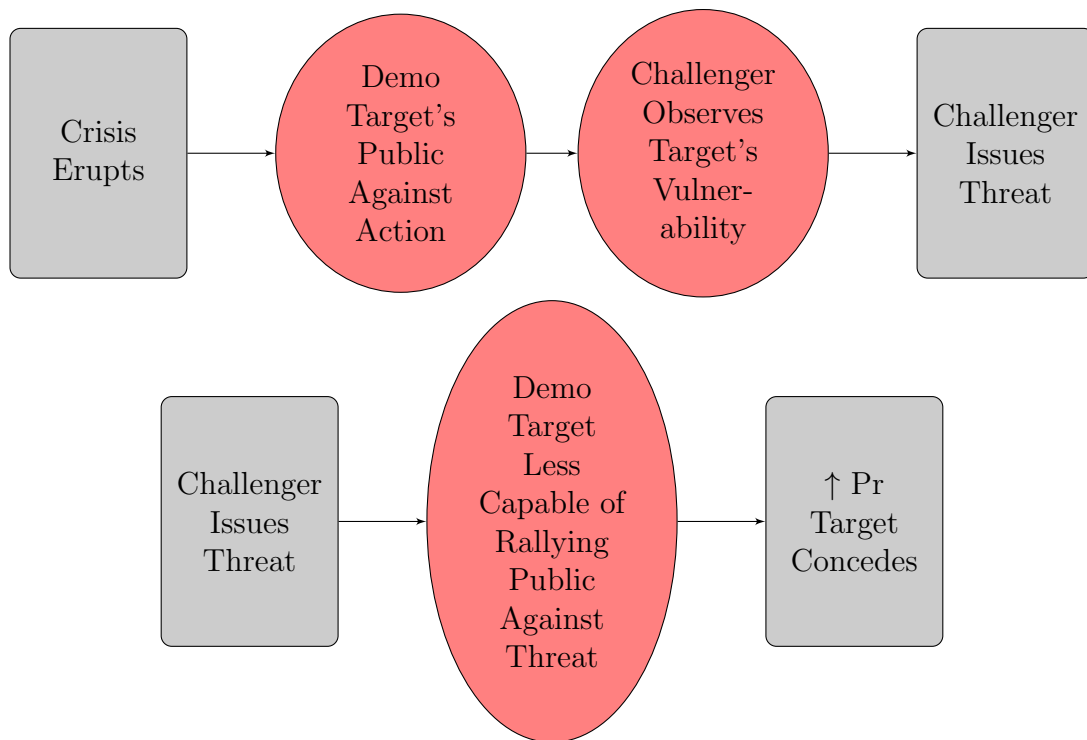 Crisis
Erupts
Demo
Target's
Public
Against
Action
Challenger
Observes
Target's
Vulner-
ability
Challenger
Issues
Threat
Challenger
Issues
Threat
Demo
Target
Less
Capable of
Rallying
Public
Against
Threat
↑ Pr
Target
Concedes